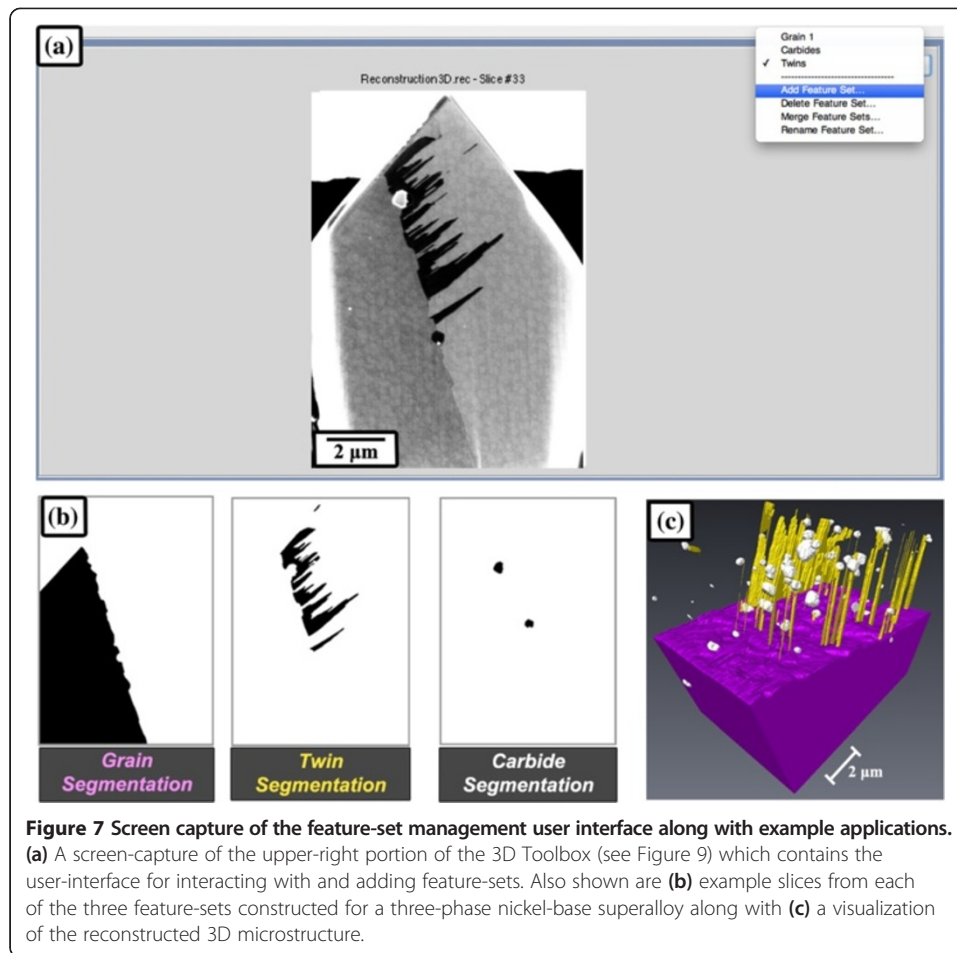 (a)
Reconstruction3D.rec - Slice #33
Grain 1
Carbides
✓ Twins
--------------------------------
Add Feature Set...
Delete Feature Set...
Merge Feature Sets...
Rename Feature Set...
2 µm
(b)
Grain
Segmentation
Twin
Segmentation
Carbide
Segmentation
(c)
2 µm
Figure 7 Screen capture of the feature-set management user interface along with example applications.
(a) A screen-capture of the upper-right portion of the 3D Toolbox (see Figure 9) which contains the
user-interface for interacting with and adding feature-sets. Also shown are (b) example slices from each
of the three feature-sets constructed for a three-phase nickel-base superalloy along with (c) a visualization
of the reconstructed 3D microstructure.